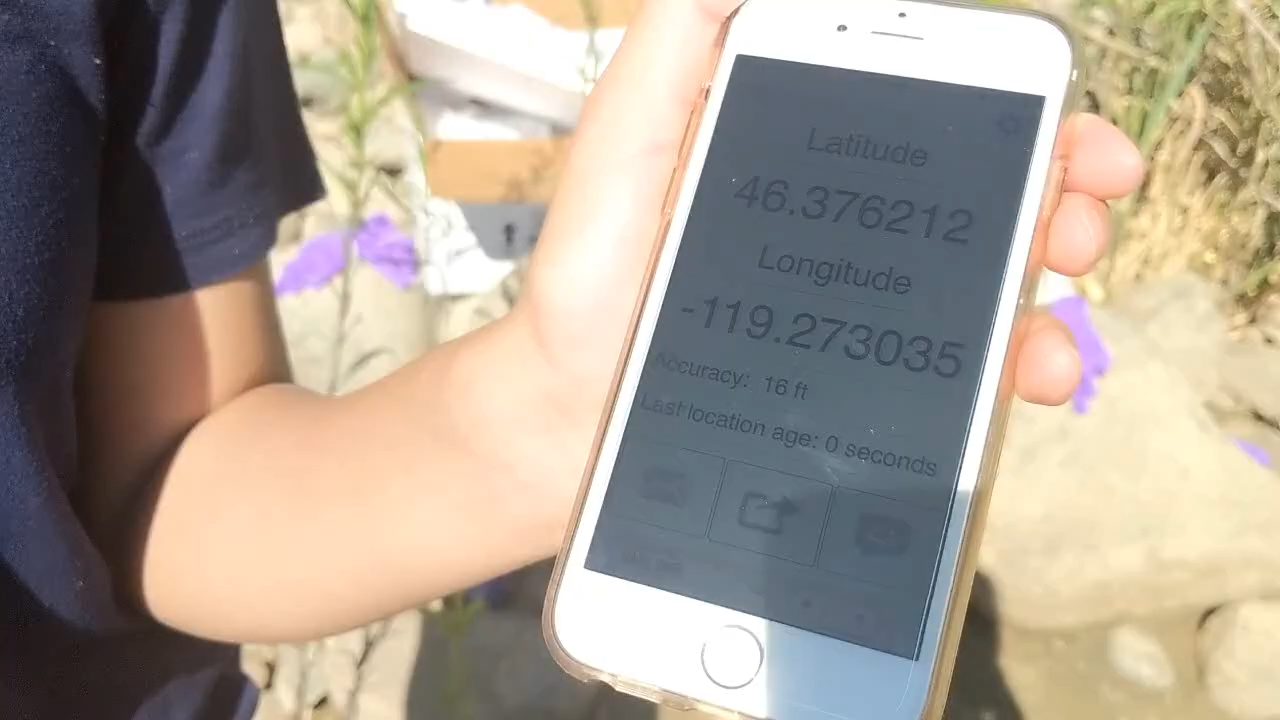 Latitude
46.376212
Longitude
-119.273035
Accuracy: 16 ft
Last location age: 0 seconds